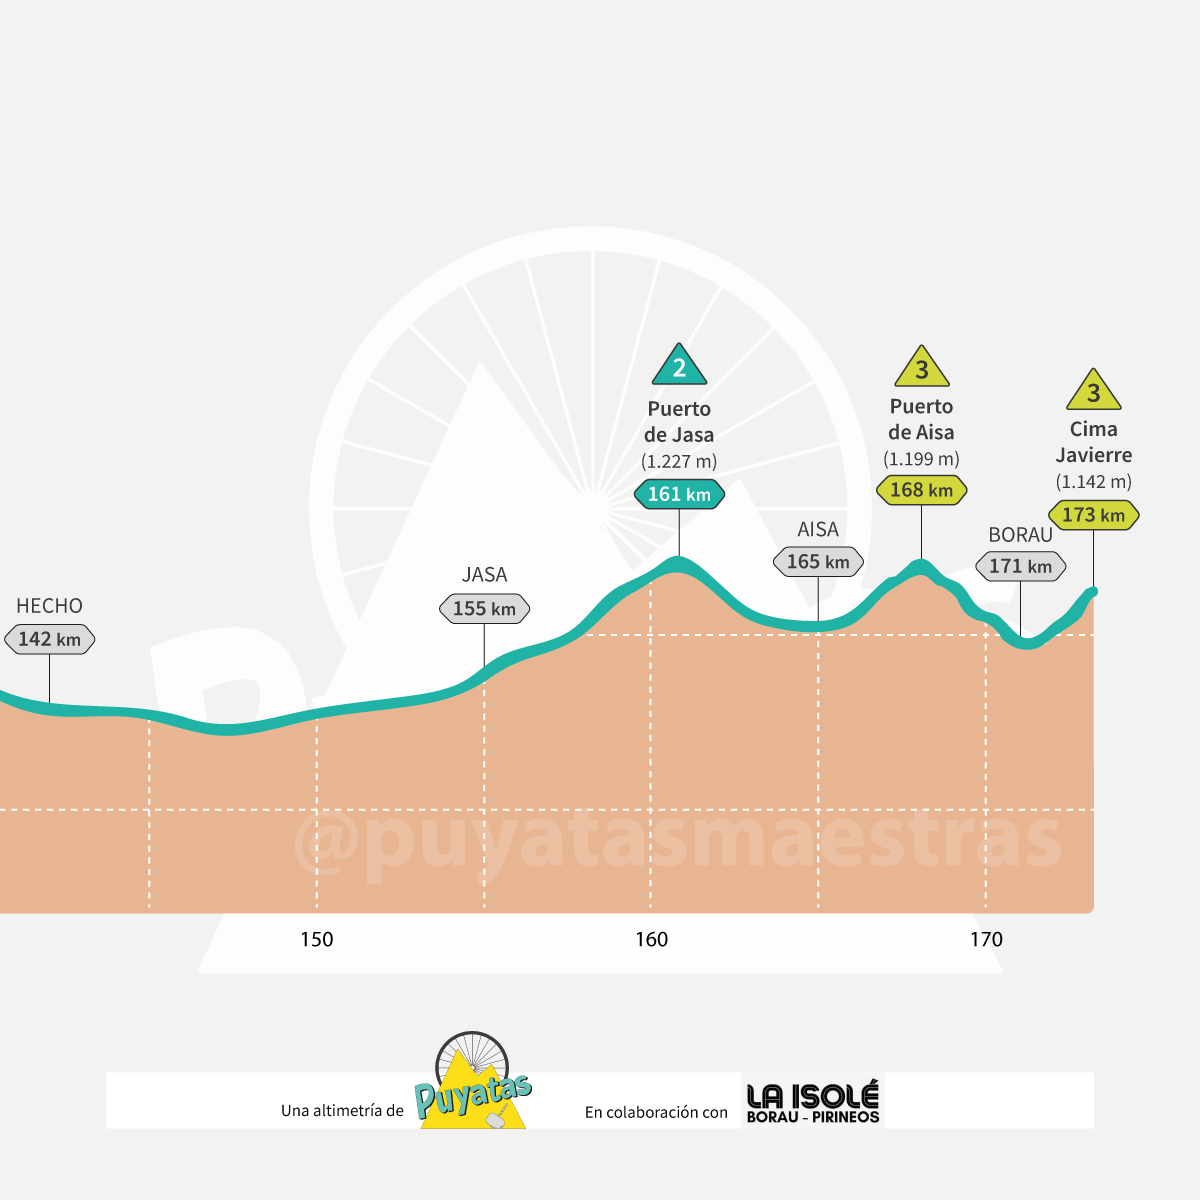 2
Puerto
de Jasa
(1.227 m)
161 km
3
Puerto
de Aisa
(1.199 m)
168 km
3
Cima
Javierre
(1.142 m)
173 km
AISA
165 km
BORAU
171 km
JASA
155 km
HECHO
142 km
@puyatasmaestras
150
160
170
Una altimetría de
Puyatas
En colaboración con
LA ISOLÉ
BORAU - PIRINEOS